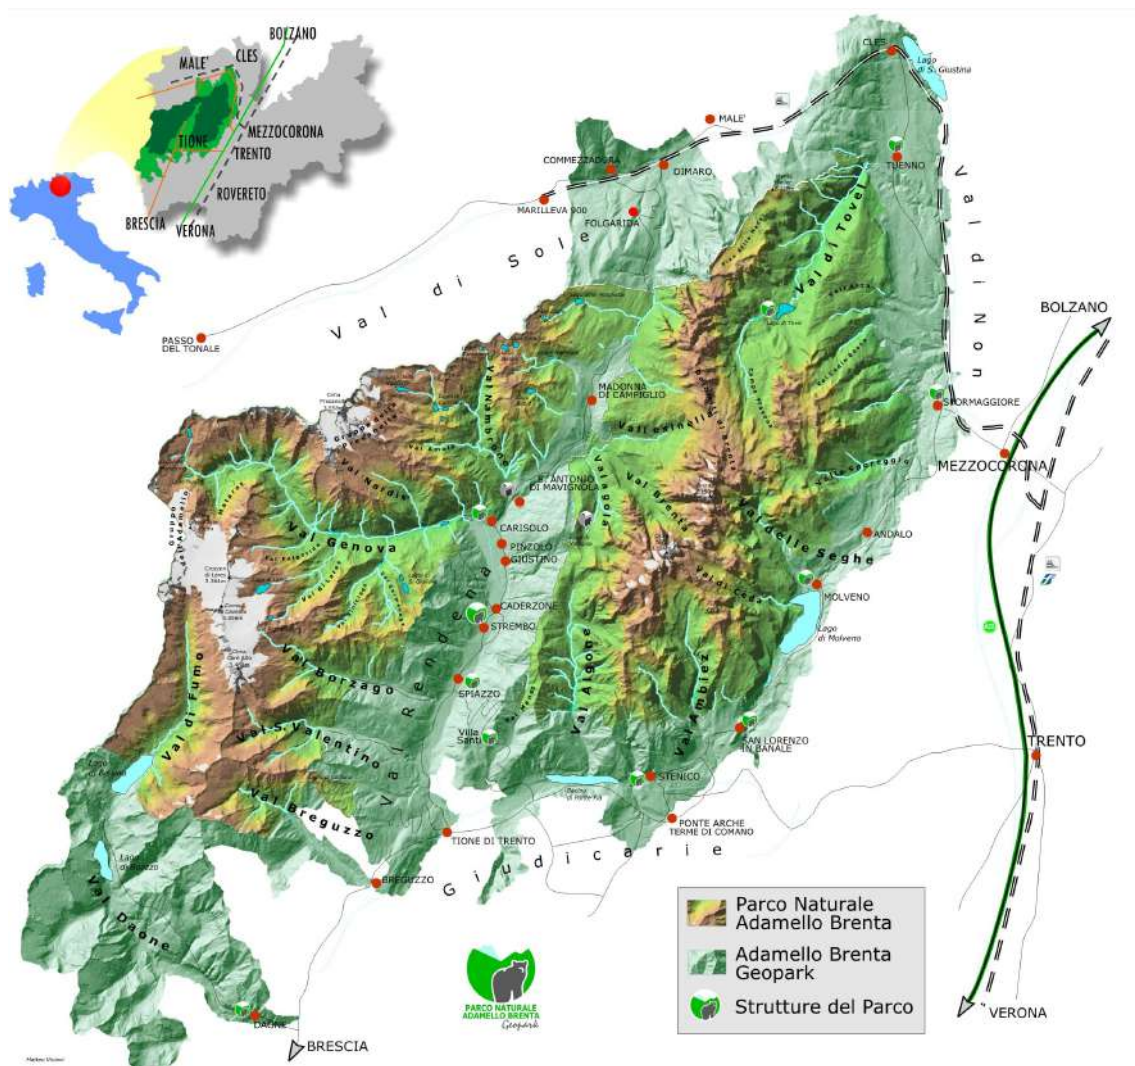 BOLZANO
CLES
MALE'
MEZZOCORONA
TIONE
TRENTO
ROVERETO
BRESCIA
VERONA
CLES
Lago
di S. Giustina
MALE'
COMMEZZADURA
DIMARO
TUENNO
MARILLEVA 900
FOLGARIDA
Val di Sole
Val di Non
Val di Tovel
PASSO
DEL TONALE
BOLZANO
MADONNA
DI CAMPIGLIO
SPORMAGGIORE
MEZZOCORONA
Val Nambrone
Vallesinella
Val Brenta
Vallagola
Val Nardis
S. ANTONIO
DI MAVIGNOLA
CARISOLO
PINZOLO
GIUSTINO
Val Genova
Val delle Seghe
ANDALO
MOLVENO
Val di Ceda
Lago
di Molveno
CADERZONE
STREMBO
Val Rendena
Val di Fumo
Val Borzago
SPIAZZO
Val Algone
Val Ambiez
Val S. Valentino
Villa
Santi
SAN LORENZO
IN BANALE
TRENTO
STENICO
Val Breguzzo
PONTE ARCHE
TERME DI COMANO
TIONE DI TRENTO
Giudicarie
BREGUZZO
Val Daone
DAONE
BRESCIA
VERONA
PARCO NATURALE
ADAMELLO BRENTA
Geopark
Parco Naturale
Adamello Brenta
Adamello Brenta
Geopark
Strutture del Parco